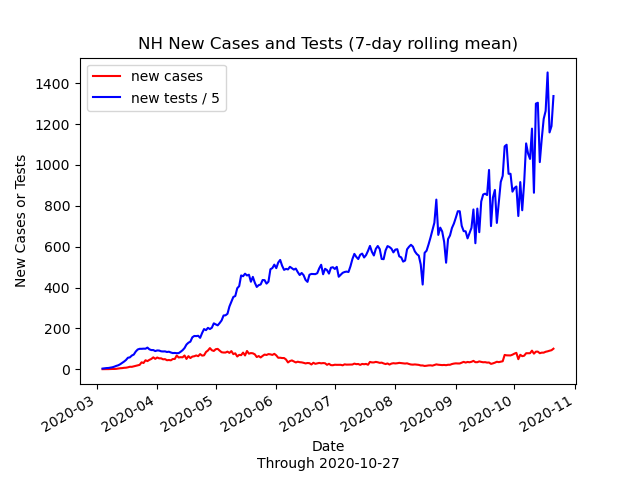 NH New Cases and Tests (7-day rolling mean)
new cases
new tests / 5
New Cases or Tests
1400
1200
1000
800
600
400
200
0
2020-03
2020-04
2020-05
2020-06
2020-07
2020-08
2020-09
2020-10
2020-11
Date
Through 2020-10-27